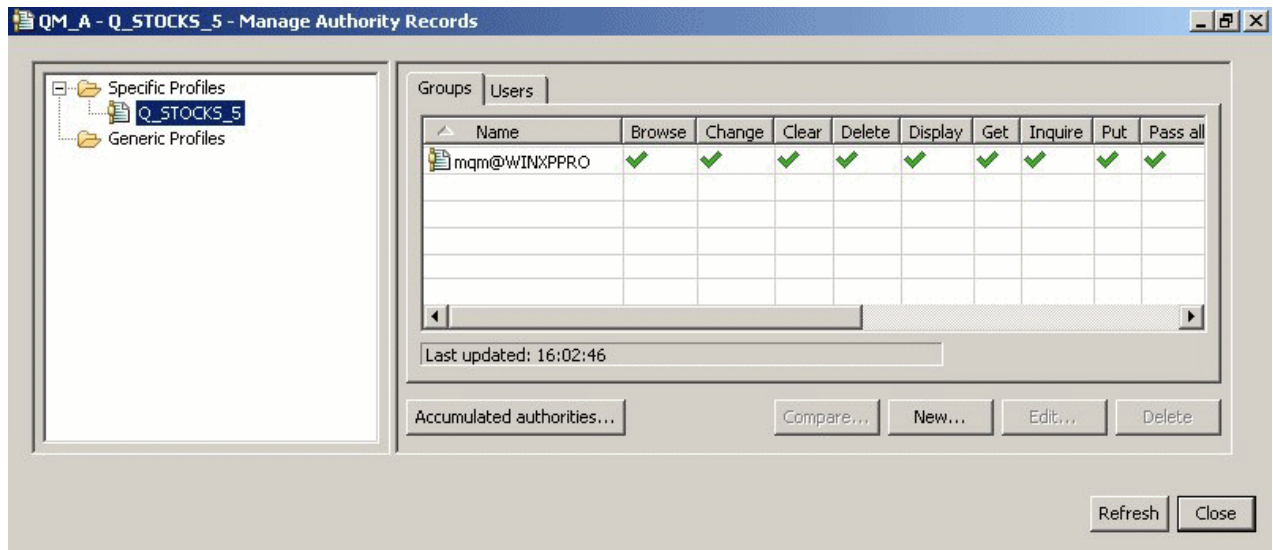 QM_A - Q_STOCKS_5 - Manage Authority Records
Specific Profiles
Q_STOCKS_5
Generic Profiles
Groups Users
Name Browse Change Clear Delete Display Get Inquire Put Pass all
mqm@WINXPPRO
Last updated: 16:02:46
Accumulated authorities... Compare... New... Edit... Delete
Refresh Close